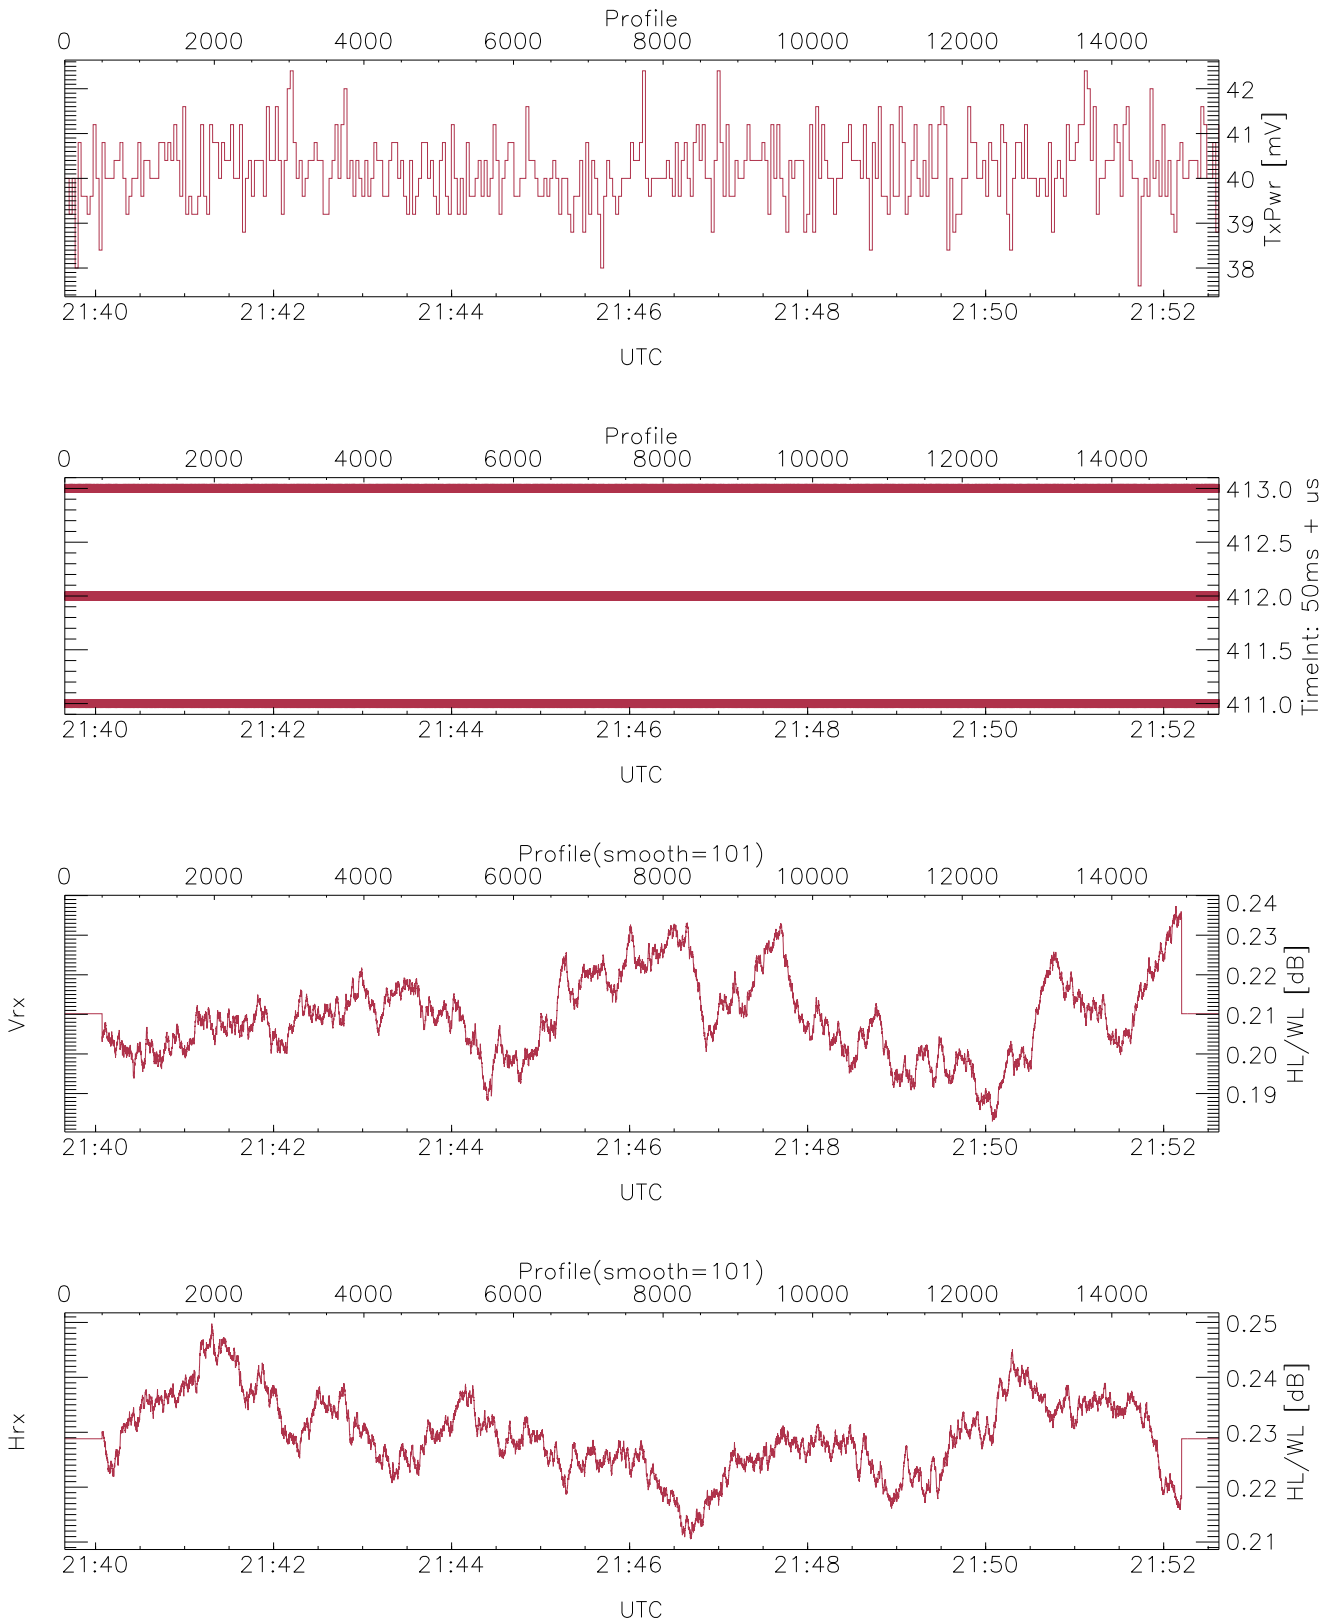 Profile
0 2000 4000 6000 8000 10000 12000 14000
42
41
40
39
38
TxPwr [mV]
21:40 21:42 21:44 21:46 21:48 21:50 21:52
UTC
Profile
0 2000 4000 6000 8000 10000 12000 14000
413.0
412.5
412.0
411.5
411.0
TimeInt: 50ms + us
21:40 21:42 21:44 21:46 21:48 21:50 21:52
UTC
Profile(smooth=101)
0 2000 4000 6000 8000 10000 12000 14000
Vrx
0.24
0.23
0.22
0.21
0.20
0.19
HL/WL [dB]
21:40 21:42 21:44 21:46 21:48 21:50 21:52
UTC
Profile(smooth=101)
0 2000 4000 6000 8000 10000 12000 14000
Hrx
0.25
0.24
0.23
0.22
0.21
HL/WL [dB]
21:40 21:42 21:44 21:46 21:48 21:50 21:52
UTC